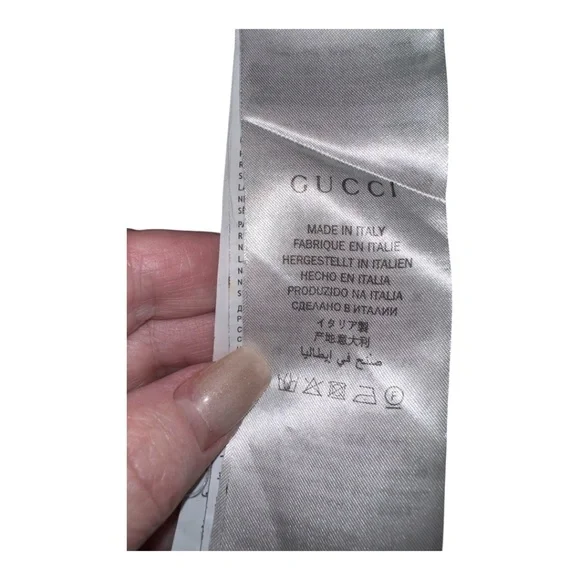 GUCCI
MADE IN ITALY
FABRIQUE EN ITALIE
HERGESTELLT IN ITALIEN
HECHO EN ITALIA
PRODUZIDO NA ITALIA
СДЕЛАНО В ИТАЛИИ
イタリア製
产地意大利
صنع في إيطاليا
F